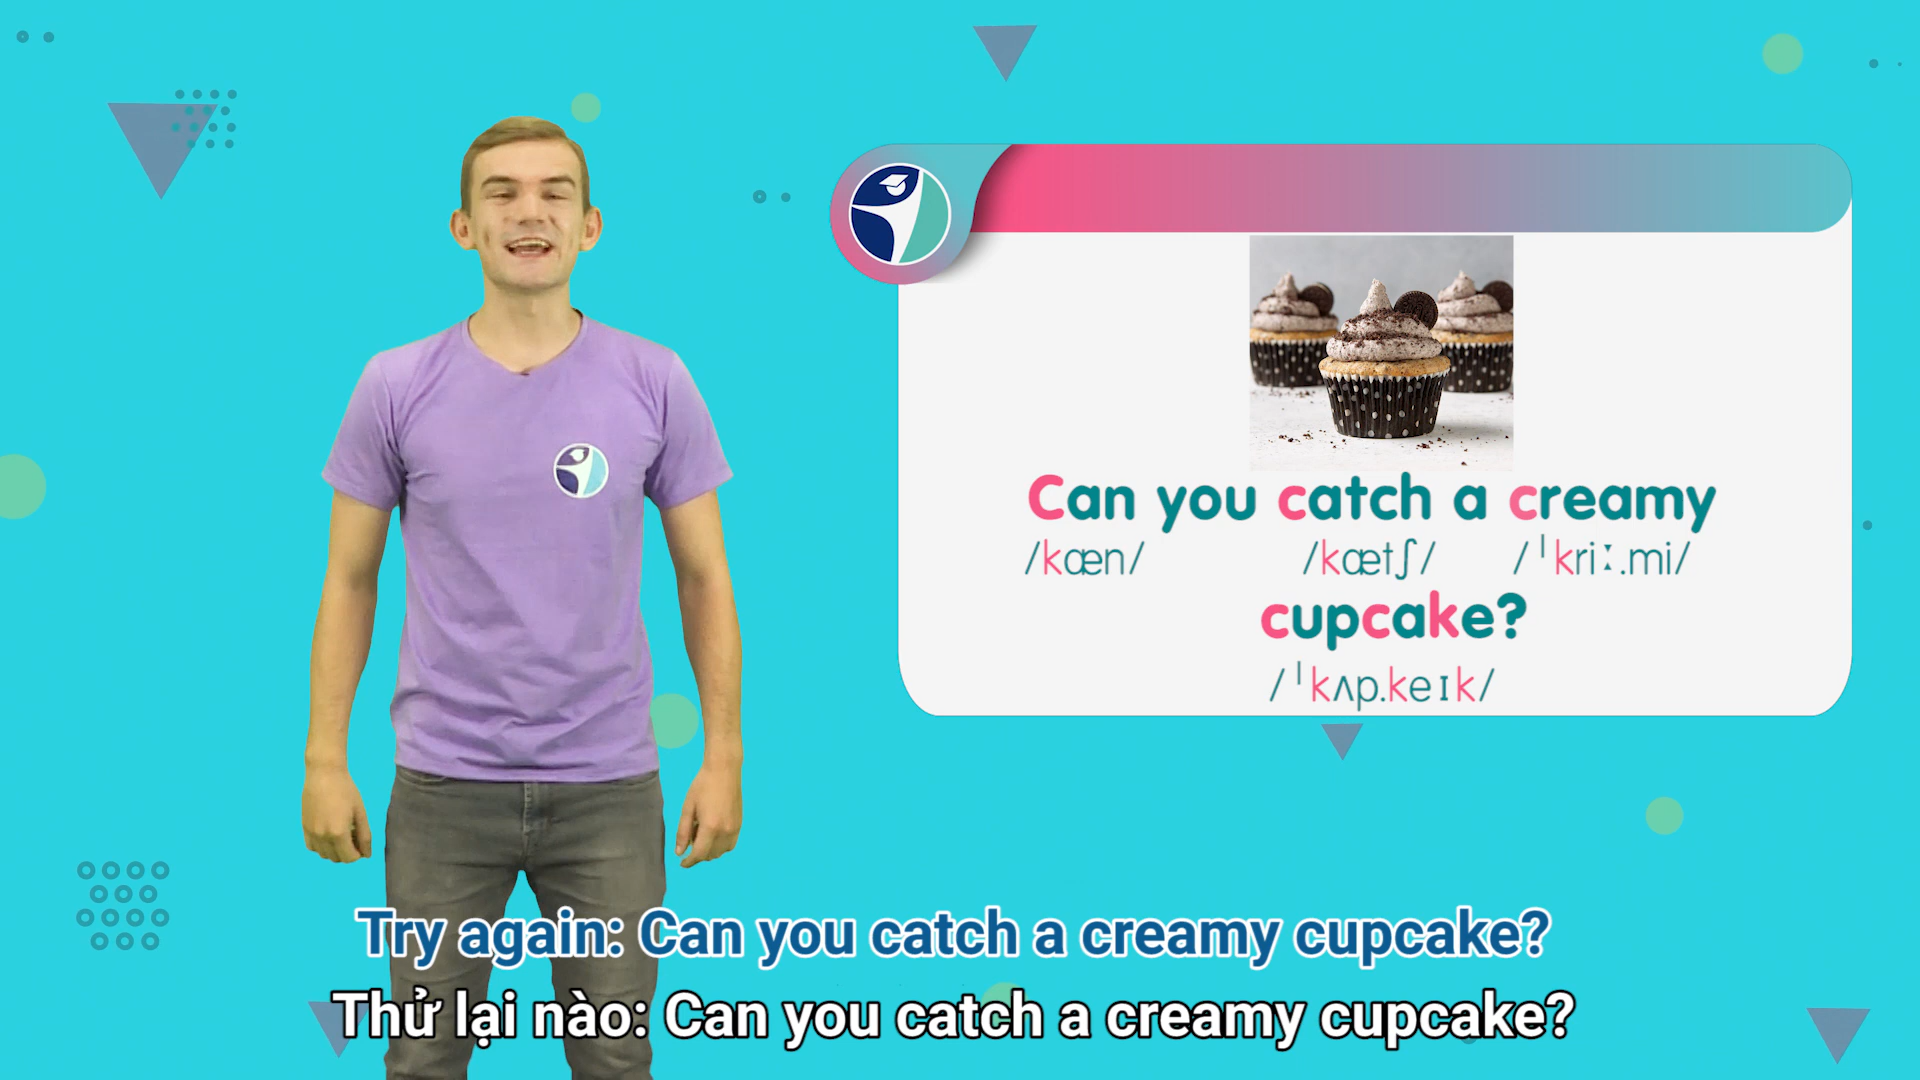 Can you catch a creamy
/kæn/ /kætʃ/ /ˈkriː.mi/
cupcake?
/ˈkʌp.keɪk/
Try again: Can you catch a creamy cupcake?
Thử lại nào: Can you catch a creamy cupcake?